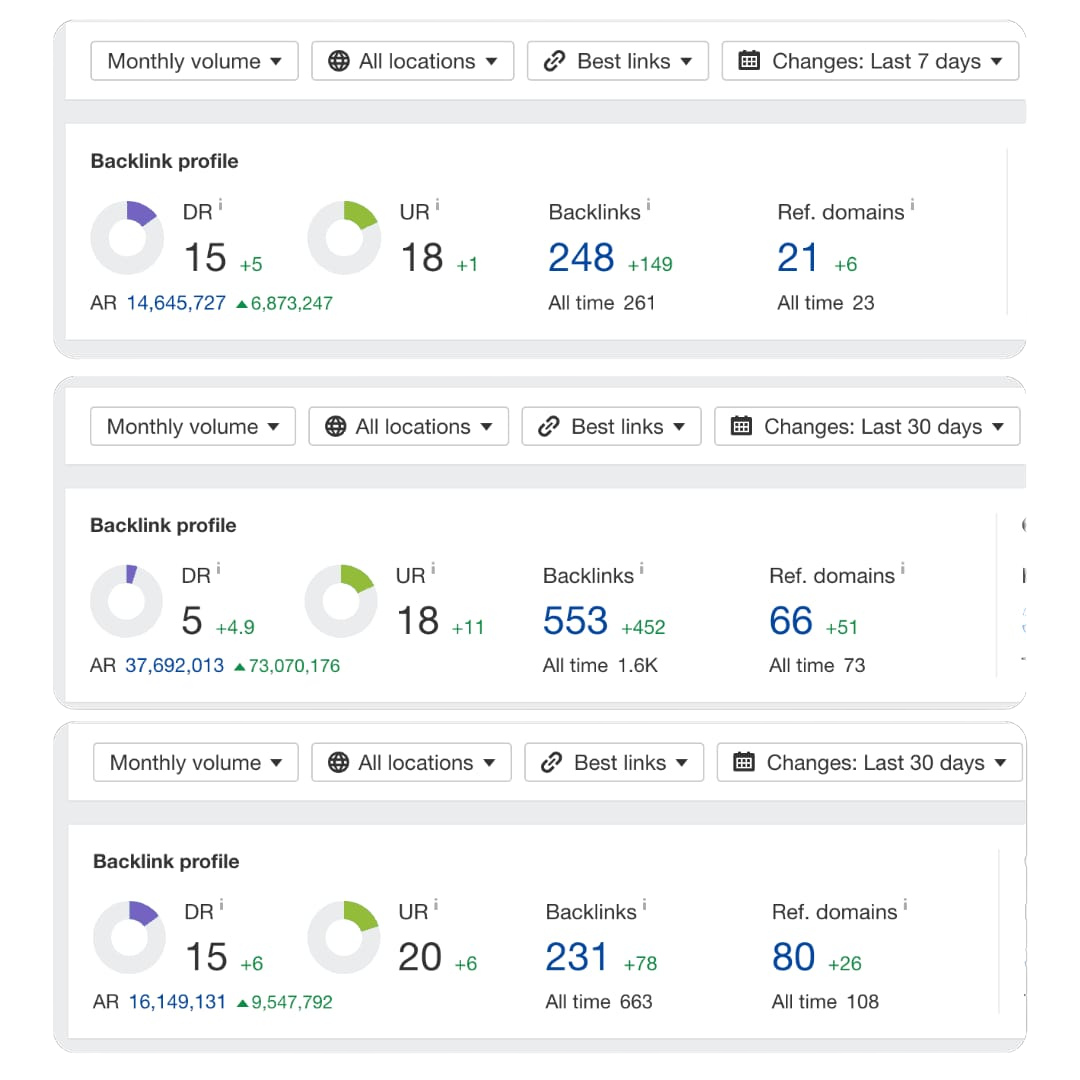 Monthly volume ▼ All locations ▼ Best links ▼ Changes: Last 7 days ▼
Backlink profile
DR i UR i Backlinks i Ref. domains i
15 +5 18 +1 248 +149 21 +6
AR 14,645,727 ▲6,873,247 All time 261 All time 23
Monthly volume ▼ All locations ▼ Best links ▼ Changes: Last 30 days ▼
Backlink profile
DR i UR i Backlinks i Ref. domains i
5 +4.9 18 +11 553 +452 66 +51
AR 37,692,013 ▲73,070,176 All time 1.6K All time 73
Monthly volume ▼ All locations ▼ Best links ▼ Changes: Last 30 days ▼
Backlink profile
DR i UR i Backlinks i Ref. domains i
15 +6 20 +6 231 +78 80 +26
AR 16,149,131 ▲9,547,792 All time 663 All time 108